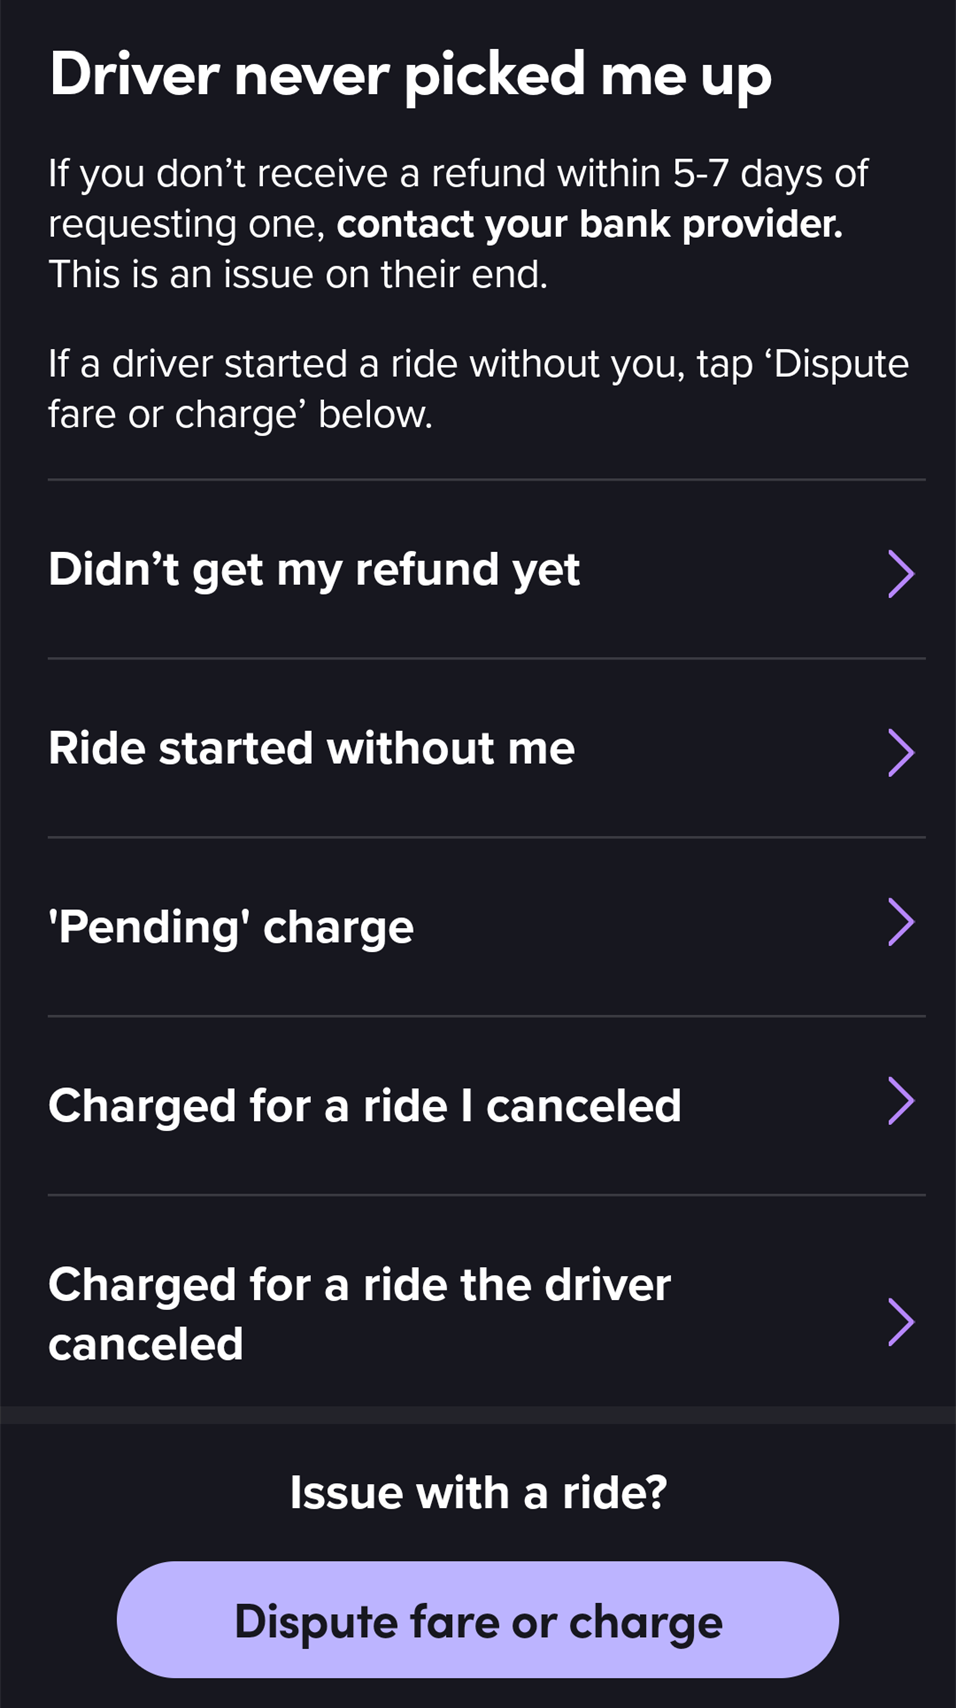 Driver never picked me up
If you don’t receive a refund within 5-7 days of
requesting one, contact your bank provider.
This is an issue on their end.
If a driver started a ride without you, tap ‘Dispute
fare or charge’ below.
Didn’t get my refund yet
Ride started without me
'Pending' charge
Charged for a ride I canceled
Charged for a ride the driver
canceled
Issue with a ride?
Dispute fare or charge